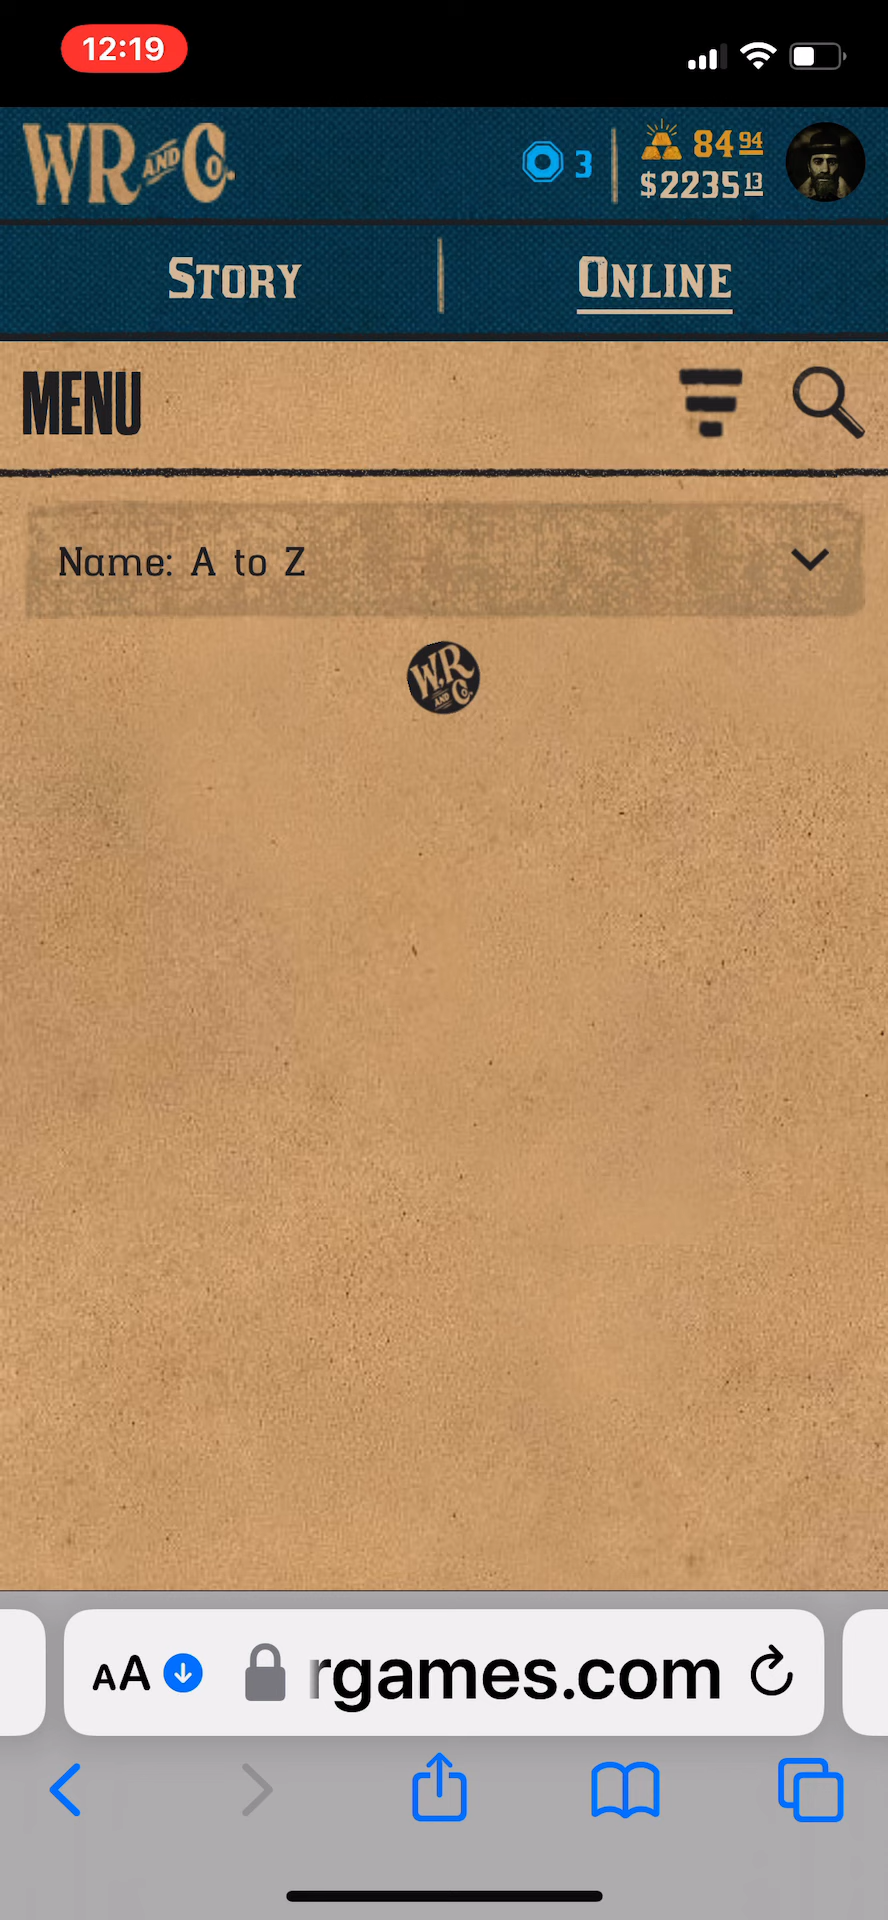 12:19
WR AND Co.
3
84 94
$2235 13
STORY
ONLINE
MENU
Name: A to Z
W.R AND Co.
AA
rgames.com